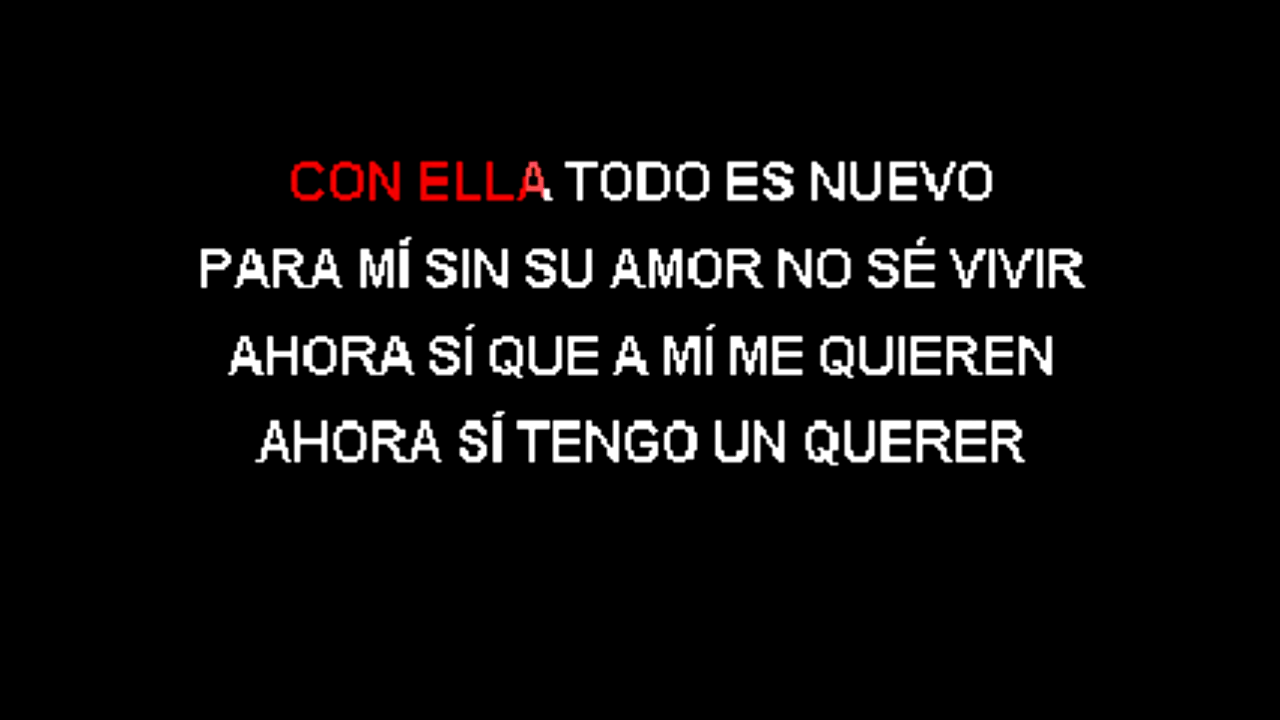 CON ELLA TODO ES NUEVO
PARA MÍ SIN SU AMOR NO SÉ VIVIR
AHORA SÍ QUE A MÍ ME QUIEREN
AHORA SÍ TENGO UN QUERER